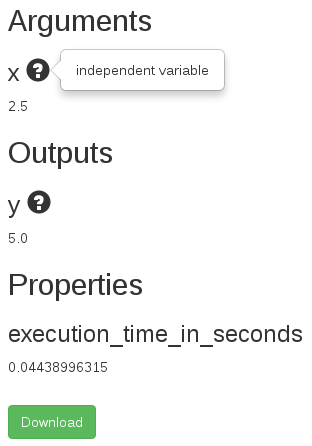 Arguments
x ? independent variable
2.5
Outputs
y ?
5.0
Properties
execution_time_in_seconds
0.04438996315
Download